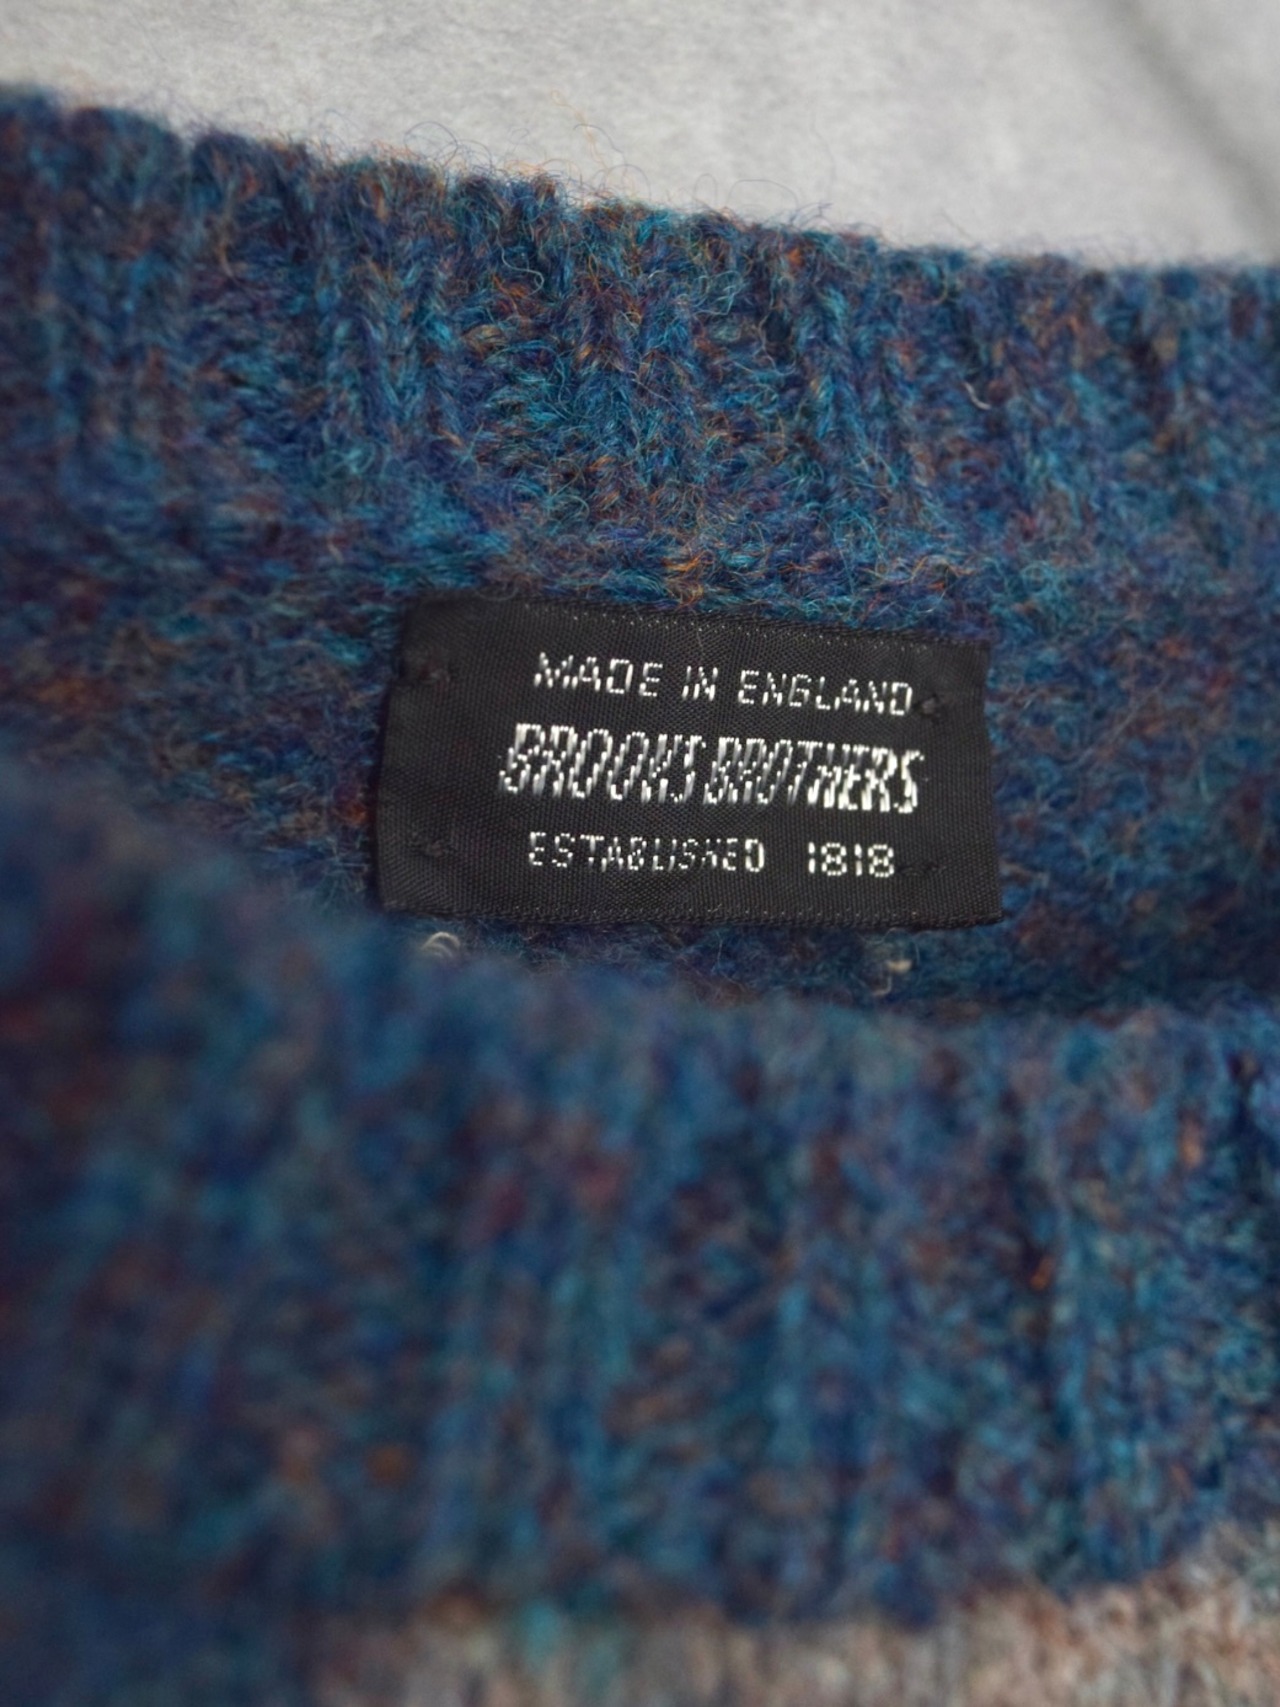 MADE IN ENGLAND
BROOKS BROTHERS
ESTABLISHED 1818